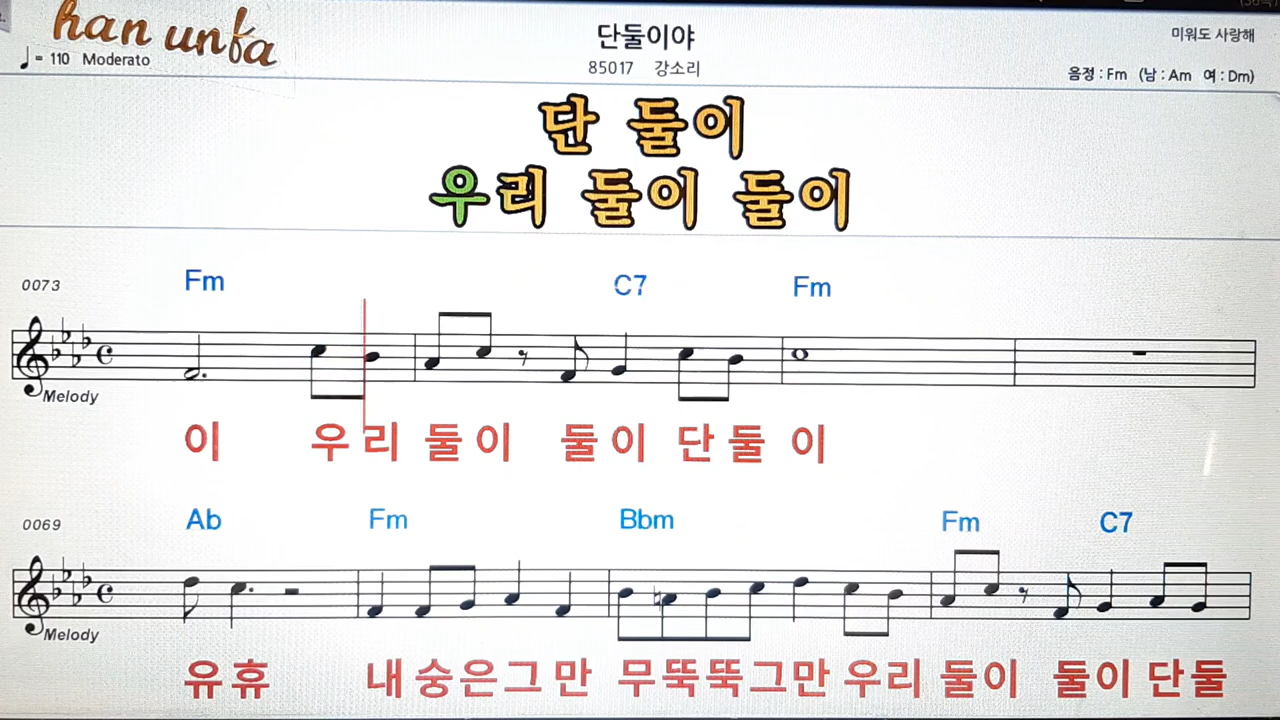 han unfa
단둘이야
미워도 사랑해
♩= 110 Moderato
85017 강소리
음정 : Fm (남 : Am 여 : Dm)
단 둘이
우리 둘이 둘이
0073 Fm C7 Fm
Melody
이 우리 둘이 둘이 단둘 이
0069 Ab Fm Bbm Fm C7
Melody
유휴 내숭은그만 무뚝뚝그만 우리 둘이 둘이 단둘